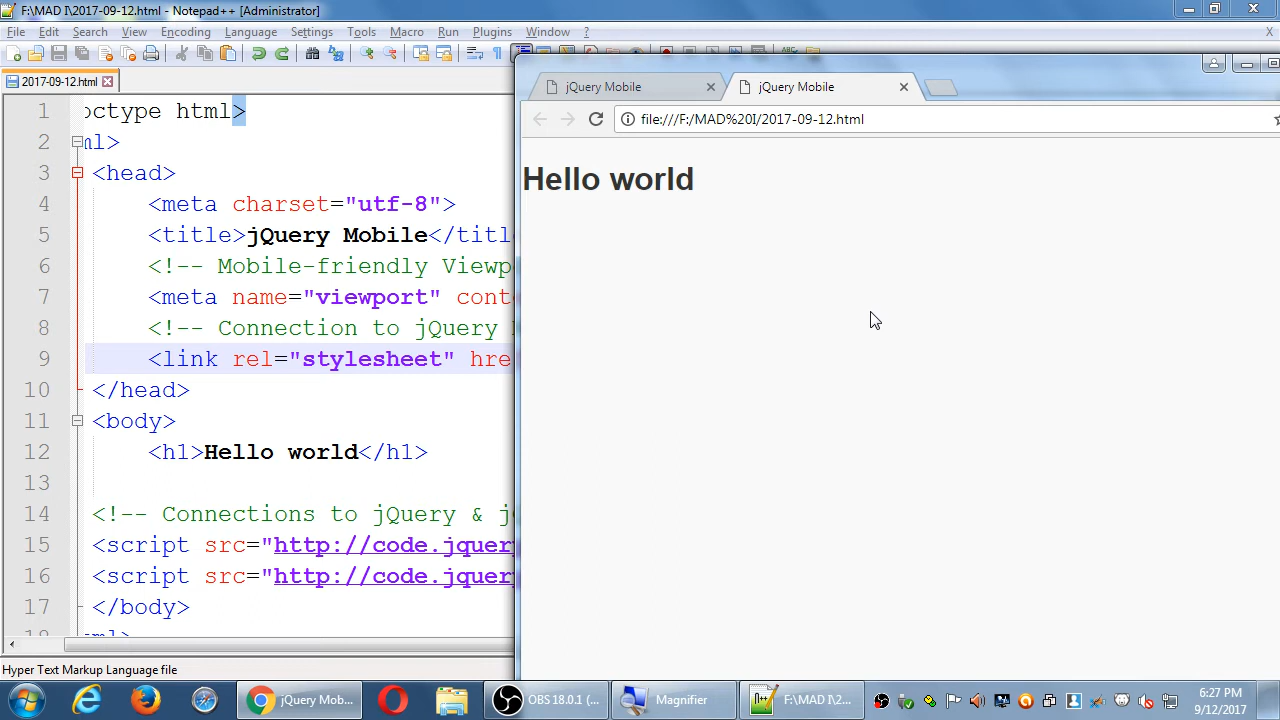 F:\MAD I\2017-09-12.html - Notepad++ [Administrator]
File Edit Search View Encoding Language Settings Tools Macro Run Plugins Window ? X
2017-09-12.html
1 octype html>
2 ml>
3 <head>
4 <meta charset="utf-8">
5 <title>jQuery Mobile</titl
6 <!-- Mobile-friendly Viewp
7 <meta name="viewport" conte
8 <!-- Connection to jQuery
9 <link rel="stylesheet" href
10 </head>
11 <body>
12 <h1>Hello world</h1>
13
14 <!-- Connections to jQuery & j
15 <script src="http://code.jquery
16 <script src="http://code.jquery
17 </body>
18 ml>
Hyper Text Markup Language file
jQuery Mobile
jQuery Mobile
file:///F:/MAD%20I/2017-09-12.html
Hello world
jQuery Mob...
OBS 18.0.1 (...
Magnifier
F:\MAD I\2...
6:27 PM
9/12/2017